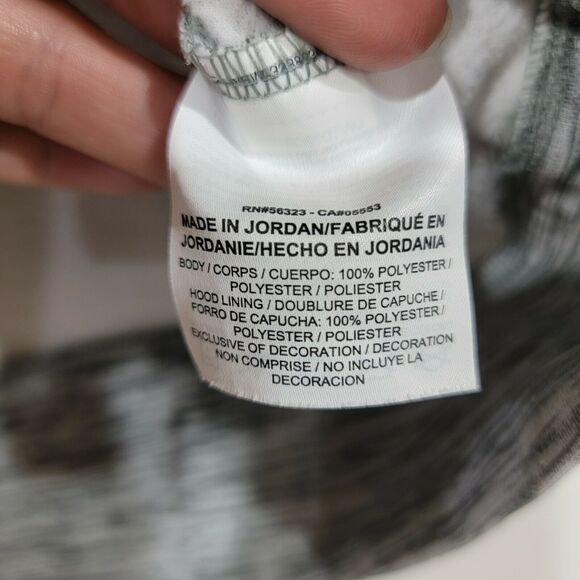 RN#56323 - CA#05553
MADE IN JORDAN/FABRIQUÉ EN
JORDANIE/HECHO EN JORDANIA
BODY / CORPS / CUERPO: 100% POLYESTER /
POLYESTER / POLIESTER
HOOD LINING / DOUBLURE DE CAPUCHE /
FORRO DE CAPUCHA: 100% POLYESTER /
POLYESTER / POLIESTER
EXCLUSIVE OF DECORATION / DECORATION
NON COMPRISE / NO INCLUYE LA
DECORACION